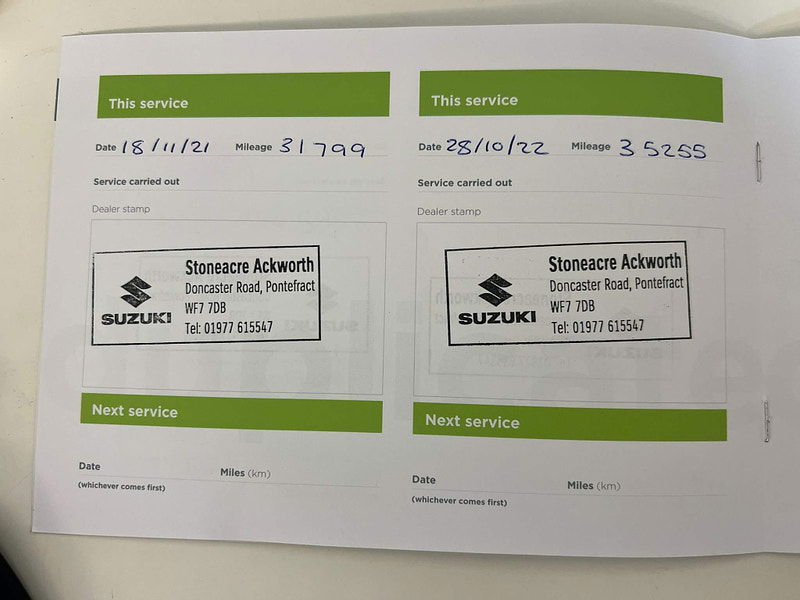 This service
Date 18/11/21 Mileage 31799
Service carried out
Dealer stamp
Stoneacre Ackworth
Doncaster Road, Pontefract
WF7 7DB
SUZUKI
Tel: 01977 615547
Next service
Date
(whichever comes first)
Miles (km)
This service
Date 28/10/22 Mileage 35255
Service carried out
Dealer stamp
Stoneacre Ackworth
Doncaster Road, Pontefract
WF7 7DB
SUZUKI
Tel: 01977 615547
Next service
Date
(whichever comes first)
Miles (km)